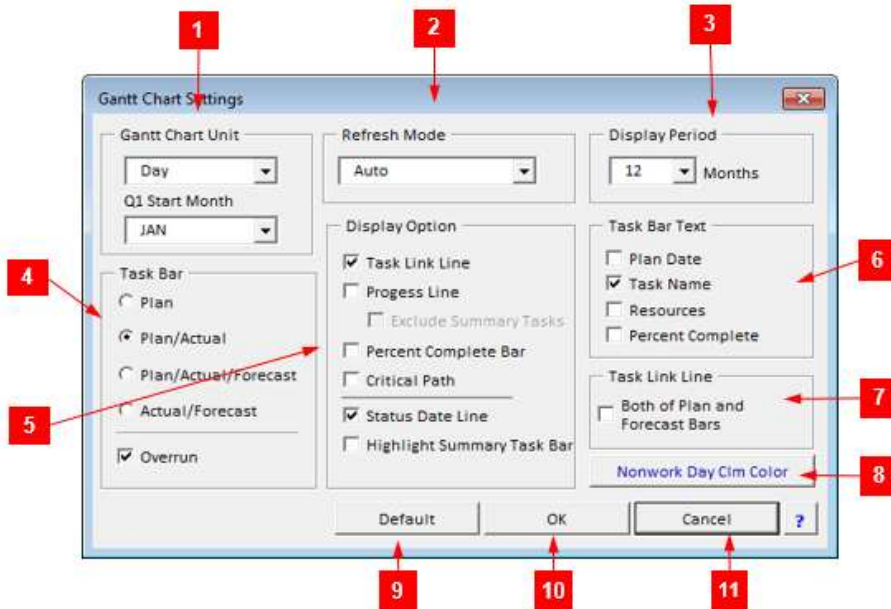 1
2
3
Gantt Chart Settings
Gantt Chart Unit
Day
Q1 Start Month
JAN
Refresh Mode
Auto
Display Period
12 Months
4
Task Bar
Plan
Plan/Actual
Plan/Actual/Forecast
Actual/Forecast
Overrun
5
Display Option
Task Link Line
Progess Line
Exclude Summary Tasks
Percent Complete Bar
Critical Path
Status Date Line
Highlight Summary Task Bar
Task Bar Text
Plan Date
Task Name
Resources
Percent Complete
6
Task Link Line
Both of Plan and
Forecast Bars
7
Nonwork Day Clm Color
8
Default
OK
Cancel
?
9
10
11